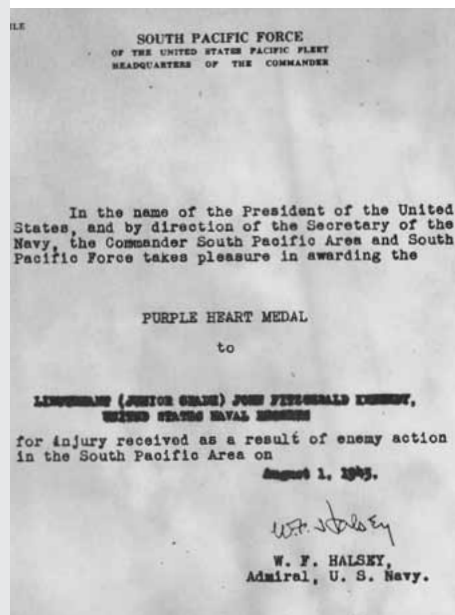 SOUTH PACIFIC FORCE
OF THE UNITED STATES PACIFIC FLEET
HEADQUARTERS OF THE COMMANDER
In the name of the President of the United
States, and by direction of the Secretary of the
Navy, the Commander South Pacific Area and South
Pacific Force takes pleasure in awarding the
PURPLE HEART MEDAL
to
LIEUTENANT (JUNIOR GRADE) JOHN FITZGERALD KENNEDY,
UNITED STATES NAVAL RESERVE
for injury received as a result of enemy action
in the South Pacific Area on
August 1, 1943.
W. F. Halsey
W. F. HALSEY,
Admiral, U. S. Navy.